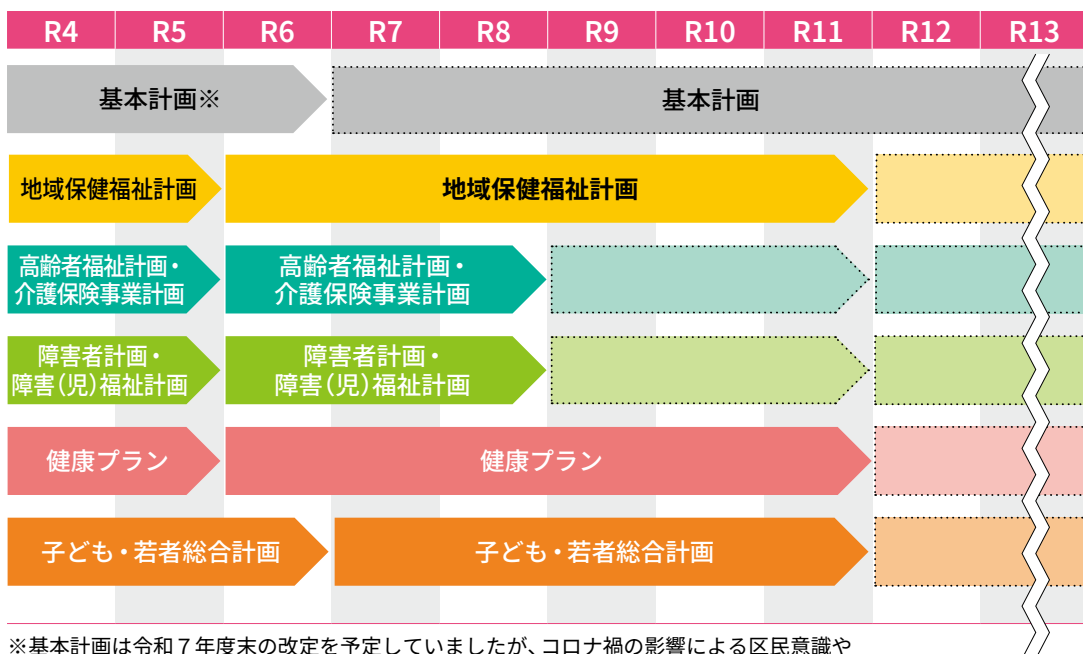 R4 R5 R6 R7 R8 R9 R10 R11 R12 R13
基本計画※ 基本計画
地域保健福祉計画 地域保健福祉計画
高齢者福祉計画・
介護保険事業計画
高齢者福祉計画・
介護保険事業計画
障害者計画・
障害（児）福祉計画
障害者計画・
障害（児）福祉計画
健康プラン 健康プラン
子ども・若者総合計画 子ども・若者総合計画
※基本計画は令和７年度末の改定を予定していましたが、コロナ禍の影響による区民意識や